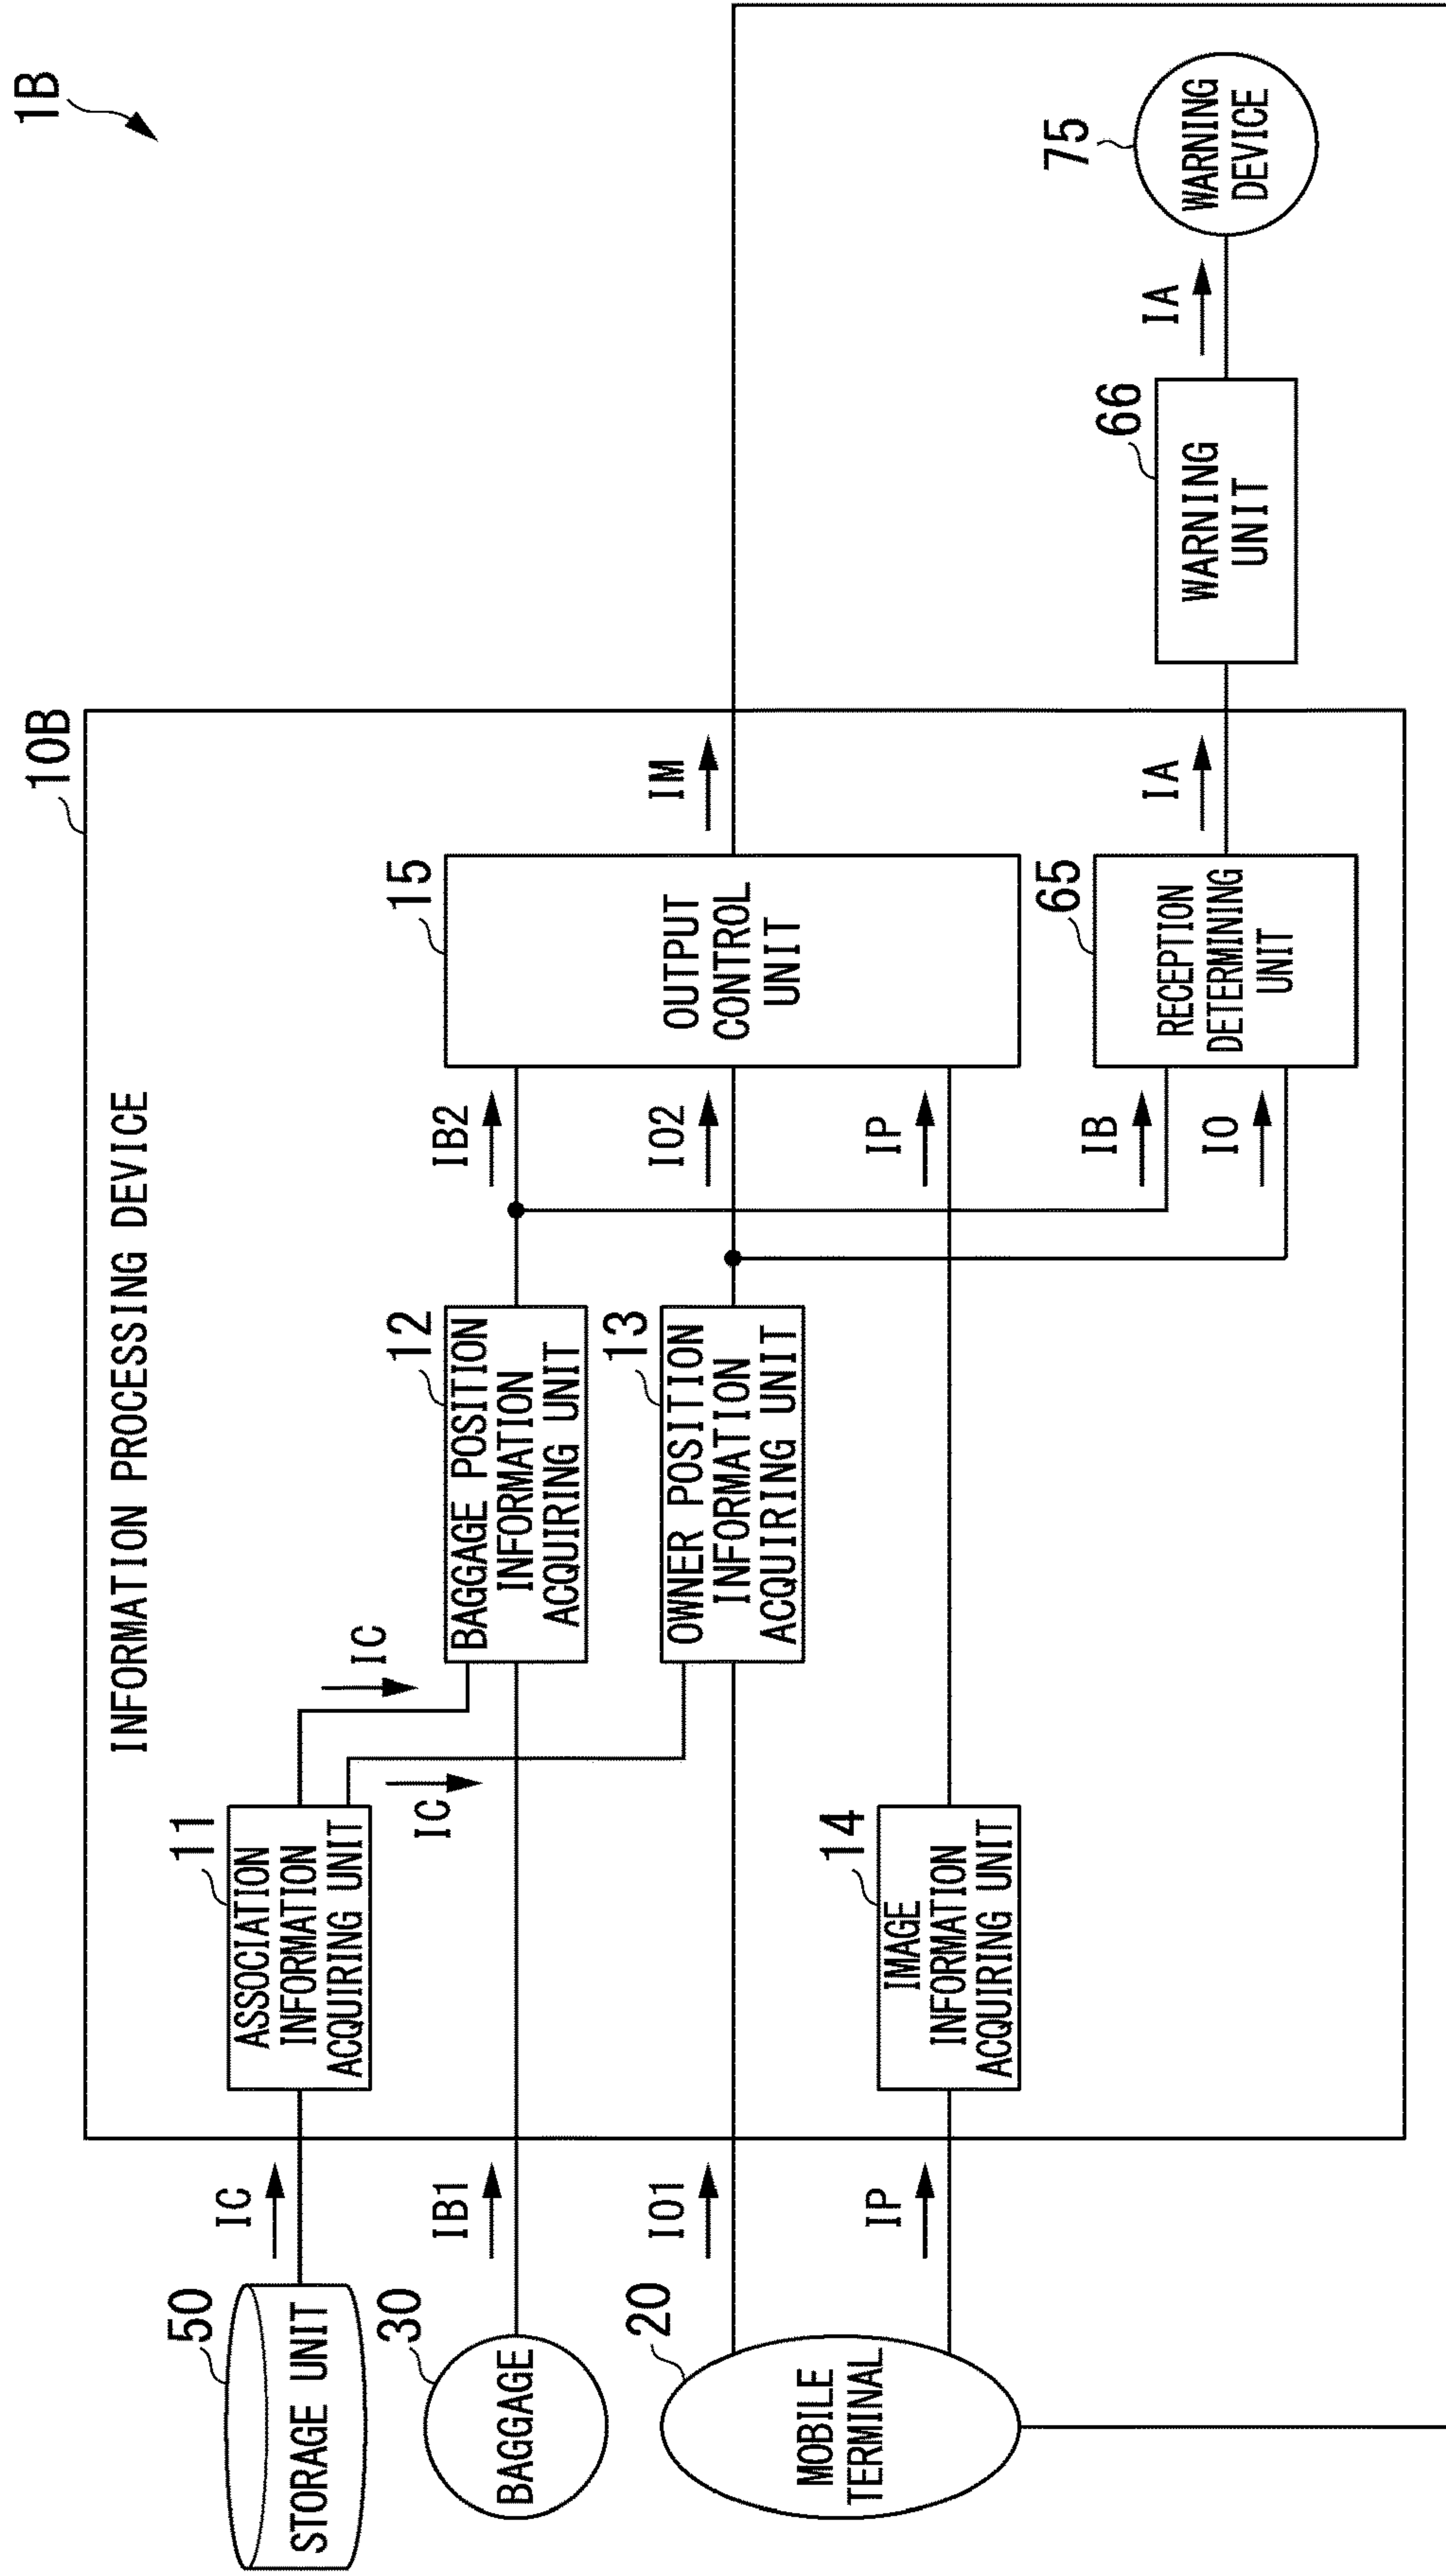 1B
10B
INFORMATION PROCESSING DEVICE
50
STORAGE UNIT
IC
11
ASSOCIATION
INFORMATION
ACQUIRING UNIT
IC
IC
30
BAGGAGE
IB1
12
BAGGAGE POSITION
INFORMATION
ACQUIRING UNIT
IB2
20
MOBILE
TERMINAL
IO1
13
OWNER POSITION
INFORMATION
ACQUIRING UNIT
IO2
IP
14
IMAGE
INFORMATION
ACQUIRING UNIT
IP
15
OUTPUT
CONTROL
UNIT
IM
IB
IO
65
RECEPTION
DETERMINING
UNIT
IA
66
WARNING
UNIT
IA
75
WARNING
DEVICE